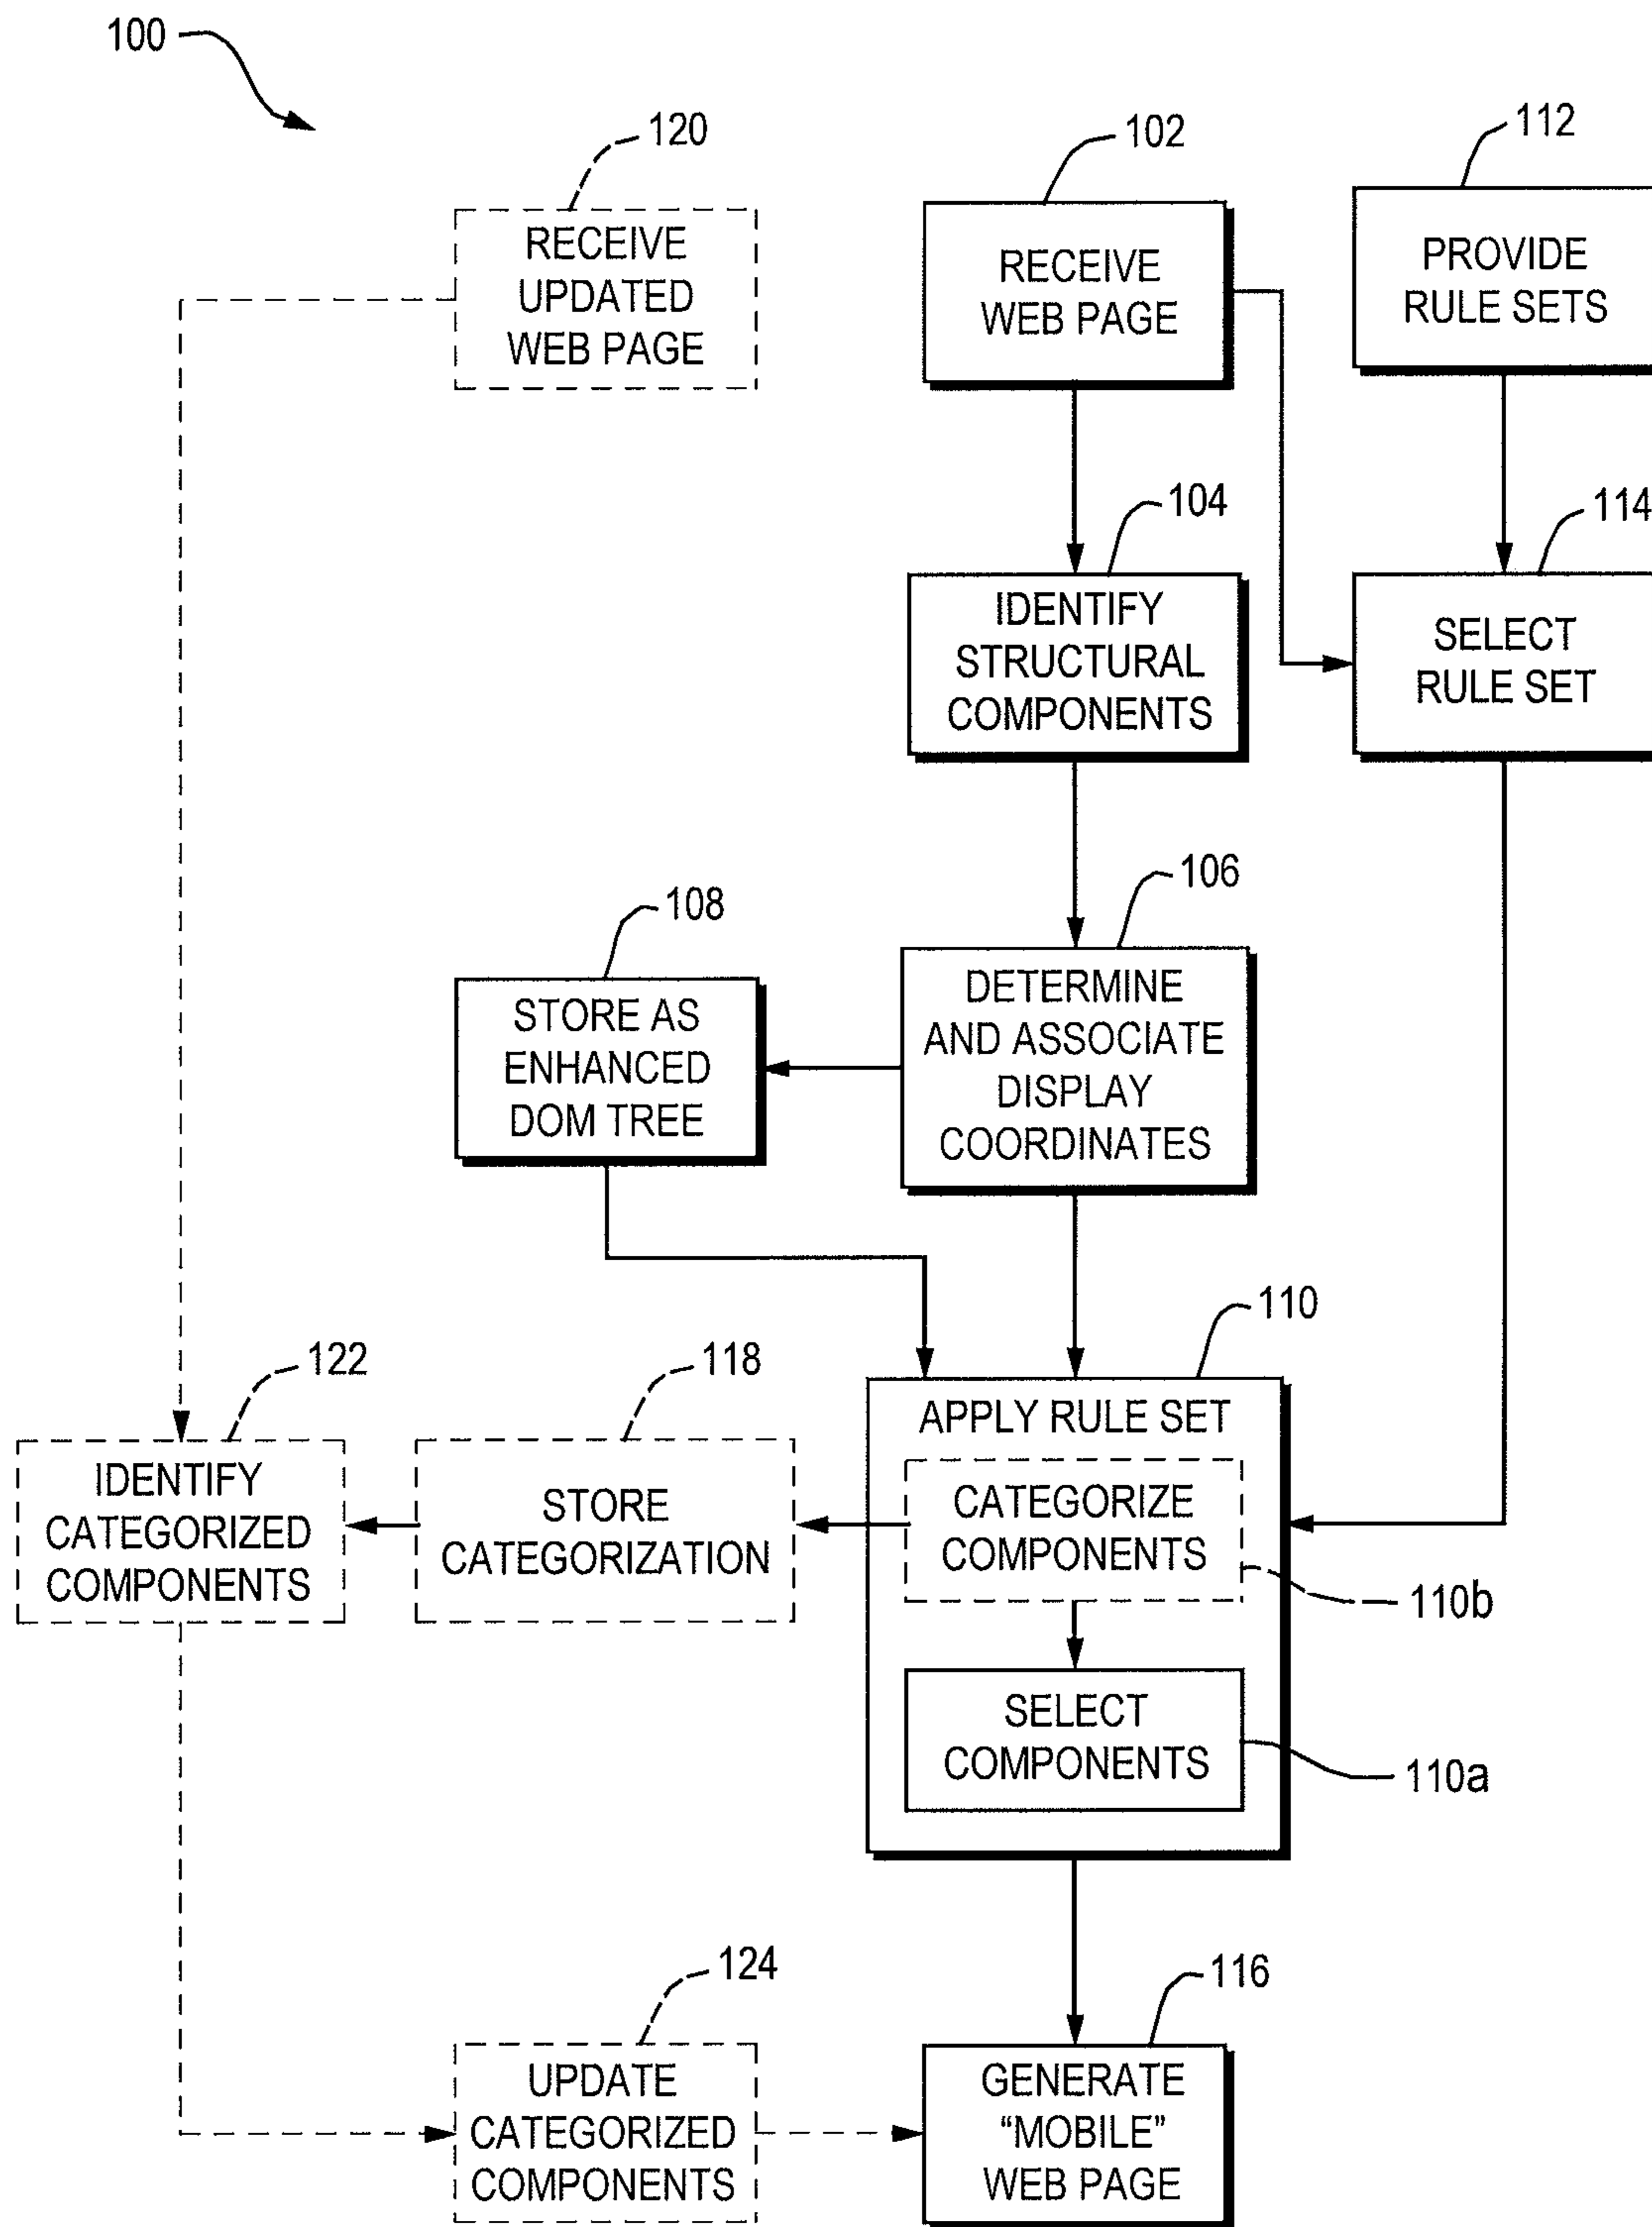 100
120
102
112
RECEIVE
UPDATED
WEB PAGE
RECEIVE
WEB PAGE
PROVIDE
RULE SETS
104
114
IDENTIFY
STRUCTURAL
COMPONENTS
SELECT
RULE SET
106
108
DETERMINE
AND ASSOCIATE
DISPLAY
COORDINATES
STORE AS
ENHANCED
DOM TREE
110
122
118
APPLY RULE SET
IDENTIFY
CATEGORIZED
COMPONENTS
STORE
CATEGORIZATION
CATEGORIZE
COMPONENTS
110b
SELECT
COMPONENTS
110a
124
116
UPDATE
CATEGORIZED
COMPONENTS
GENERATE
“MOBILE”
WEB PAGE